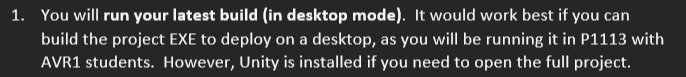 1. You will run your latest build (in desktop mode). It would work best if you can
build the project EXE to deploy on a desktop, as you will be running it in P1113 with
AVR1 students. However, Unity is installed if you need to open the full project.